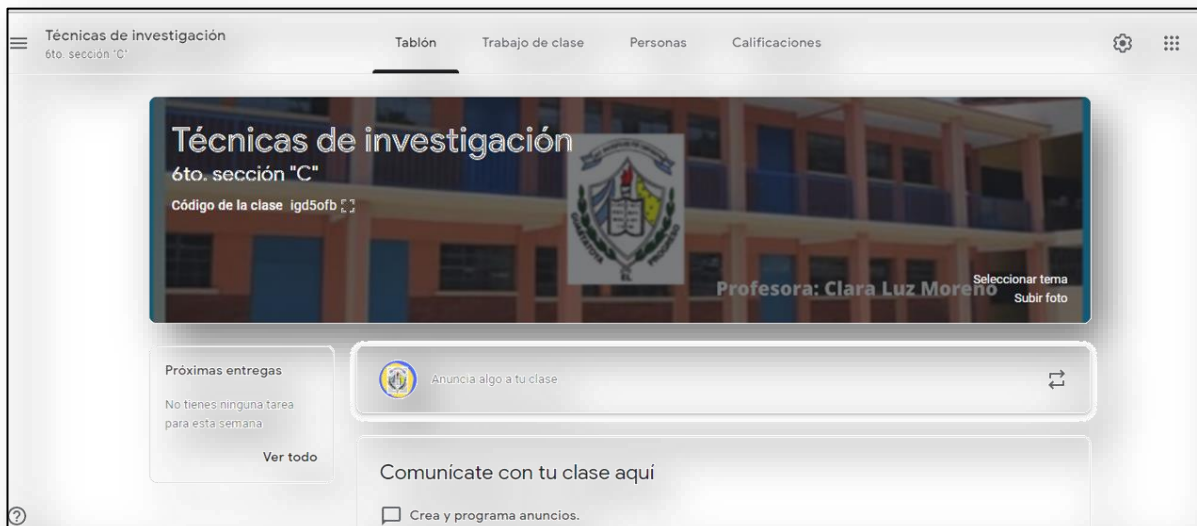 Técnicas de investigación
6to. sección "C"
Tablón
Trabajo de clase
Personas
Calificaciones
Técnicas de investigación
6to. sección "C"
Código de la clase igd5ofb
Profesora: Clara Luz Moreno
Seleccionar tema
Subir foto
Próximas entregas
No tienes ninguna tarea
para esta semana
Ver todo
Anuncia algo a tu clase
Comunícate con tu clase aquí
Crea y programa anuncios.